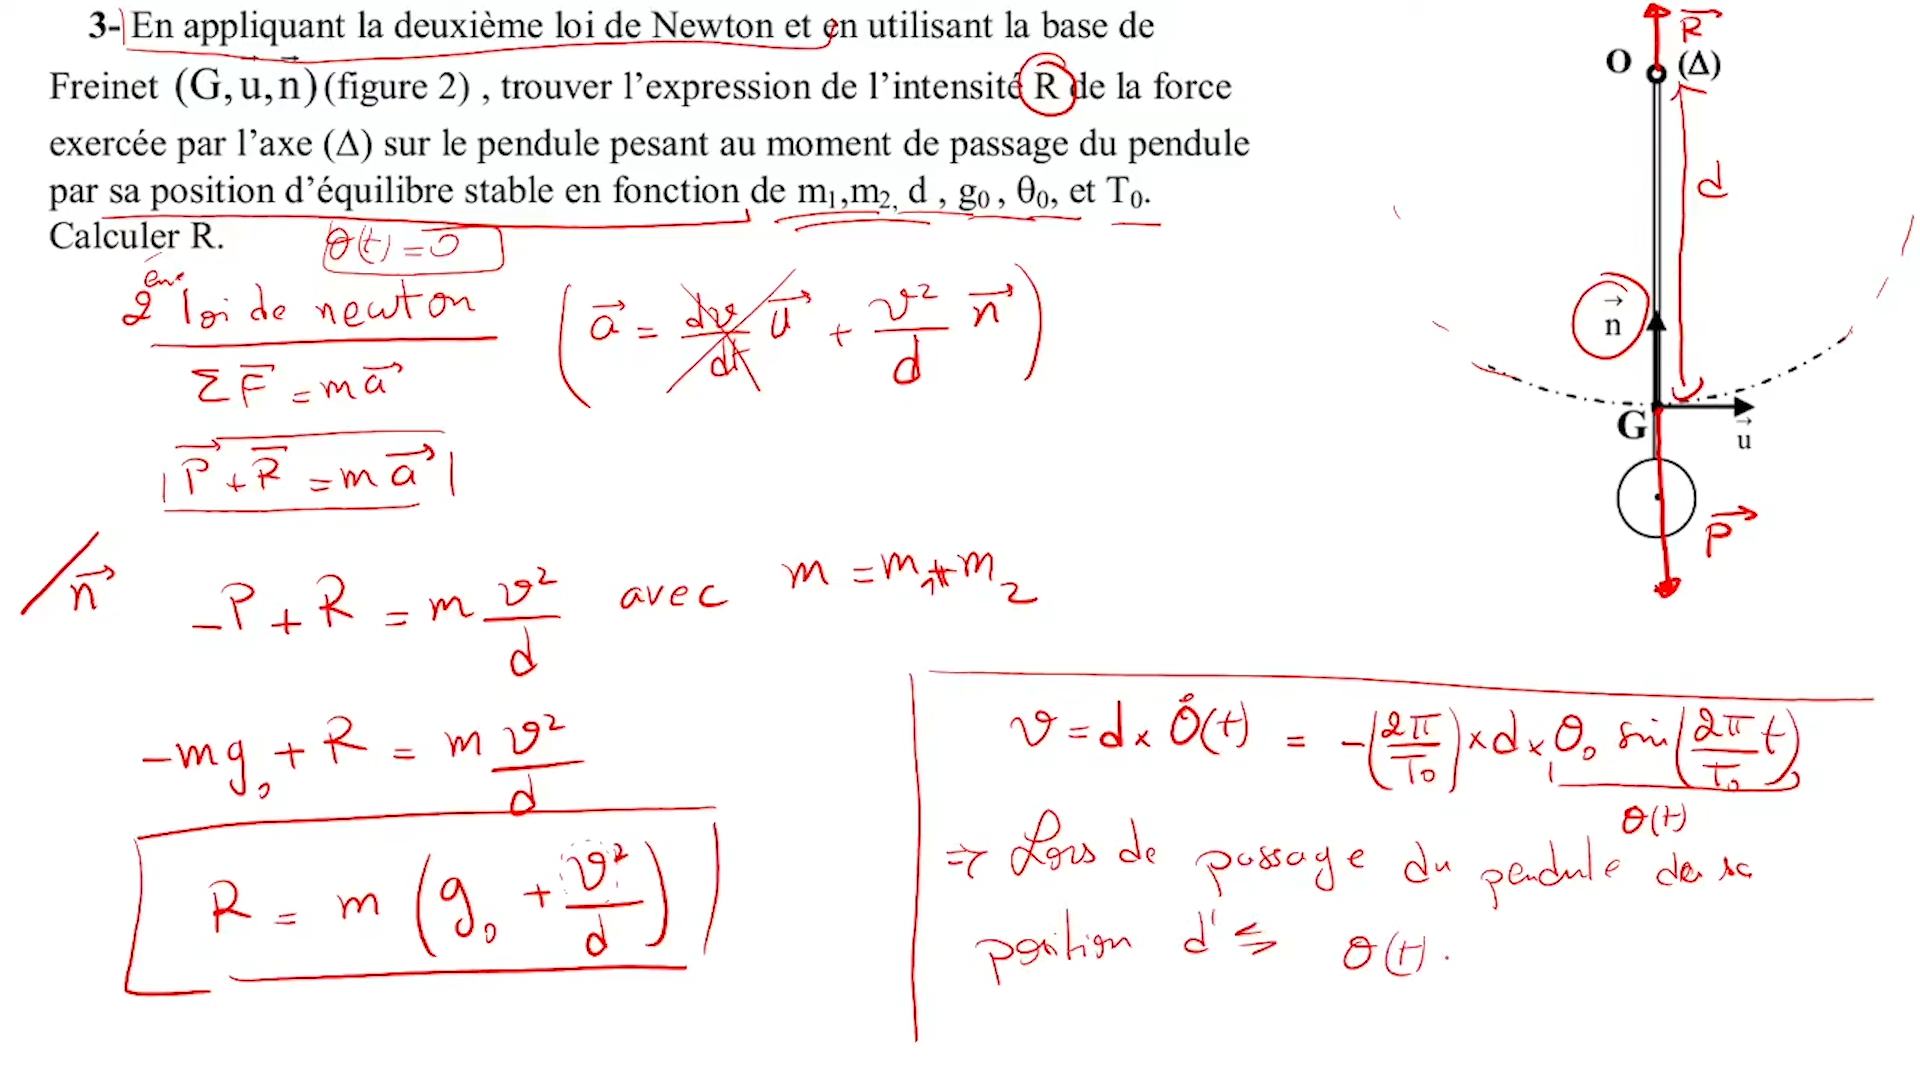 3- En appliquant la deuxième loi de Newton et en utilisant la base de
Freinet (G, u, n) (figure 2) , trouver l’expression de l’intensité R de la force
exercée par l’axe (Δ) sur le pendule pesant au moment de passage du pendule
par sa position d’équilibre stable en fonction de m₁,m₂, d , g₀ , θ₀, et T₀.
Calculer R.
θ(t) = 0
2ème loi de newton
(a⃗ = dv/dt u⃗ + v²/d n⃗)
ΣF⃗ = ma⃗
P⃗ + R⃗ = ma⃗
/n⃗
-P + R = m v²/d avec m = m₁ + m₂
-mg₀ + R = m v²/d
R = m (g₀ + v²/d)
v = d × θ̇(t) = -(2π/T₀) × d × θ₀ sin(2π/T₀ t)
θ(t)
⇒ Lors de passage du pendule de sa
position d'⇆ θ(t).
R⃗
O (Δ)
d
n⃗
G
u⃗
P⃗